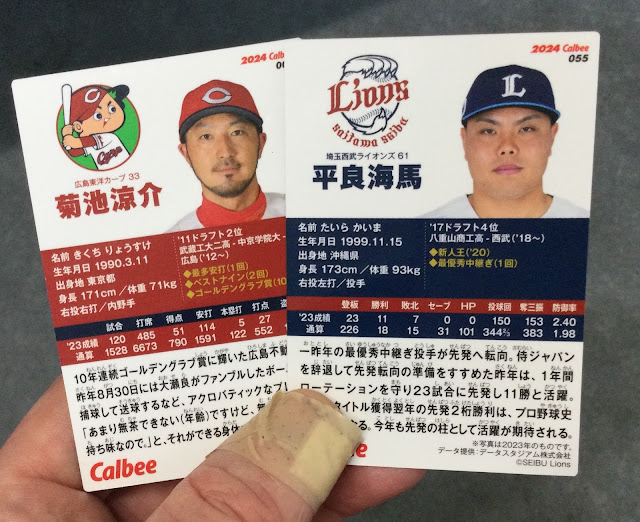 2024 Calbee
Carp
広島東洋カープ 33
菊池涼介
名前 きくち りょうすけ
生年月日 1990.3.11
出身地 東京都
身長 171cm／体重 71kg
右投右打／内野手
'11ドラフト2位
武蔵工大二高－中京学院大－
広島('12～)
◆最多安打(1回)
◆ベストナイン(2回)
◆ゴールデングラブ賞(10
試合 打席 得点 安打 本塁打 打点 盗
'23成績 120 485 51 114 5 27
通算 1528 6673 790 1591 122 552
10年連続ゴールデングラブ賞に輝いた広島不動
昨年8月30日には大瀬良がファンブルしたボー
捕球して送球するなど、アクロバティックなプレ
「あまり無茶できない(年齢)ですけど、無
持ち味なので」と、それができる身体
Calbee
2024 Calbee
055
Lions
saitama seibu
L
埼玉西武ライオンズ 61
平良海馬
名前 たいら かいま
生年月日 1999.11.15
出身地 沖縄県
身長 173cm／体重 93kg
右投左打／投手
'17ドラフト4位
八重山商工高－西武('18～)
◆新人王('20)
◆最優秀中継ぎ(1回)
登板 勝利 敗北 セーブ HP 投球回 奪三振 防御率
'23成績 23 11 7 0 0 150 153 2.40
通算 226 18 15 31 101 344⅔ 383 1.98
一昨年の最優秀中継ぎ投手が先発へ転向。侍ジャパン
を辞退して先発転向の準備をすすめた昨年は、1年間
ローテーションを守り23試合に先発し11勝と活躍。
タイトル獲得翌年の先発2桁勝利は、プロ野球史
る。今年も先発の柱として活躍が期待される。
※写真は2023年のものです。
データ提供：データスタジアム株式会社
©SEIBU Lions